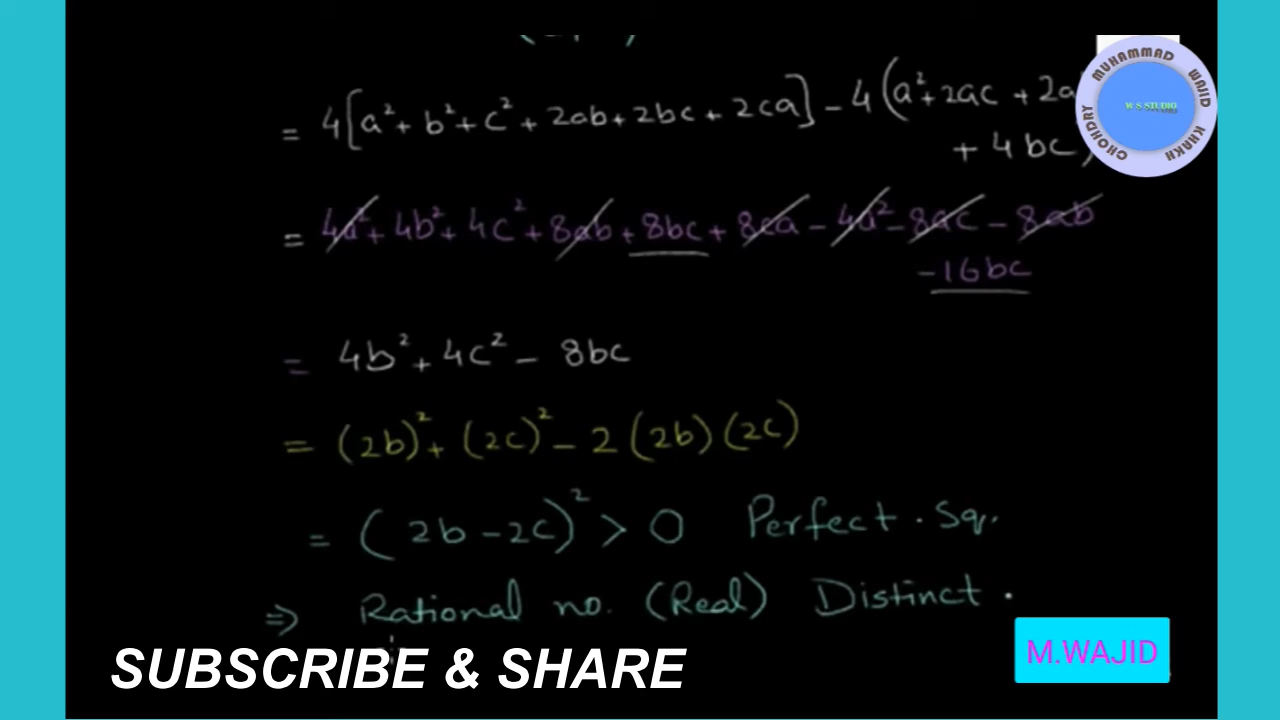 = 4[a² + b² + c² + 2ab + 2bc + 2ca] - 4(a² + 2ac + 2a
+ 4bc)
= 4a² + 4b² + 4c² + 8ab + 8bc + 8ca - 4a² - 8ac - 8ab
-16bc
= 4b² + 4c² - 8bc
= (2b)² + (2c)² - 2(2b)(2c)
= (2b - 2c)² > 0 Perfect . Sq.
⇒ Rational no. (Real) Distinct .
MUHAMMAD WAJID KHAKH CHOHDRY
W S STUDIO
SUBSCRIBE & SHARE
M.WAJID